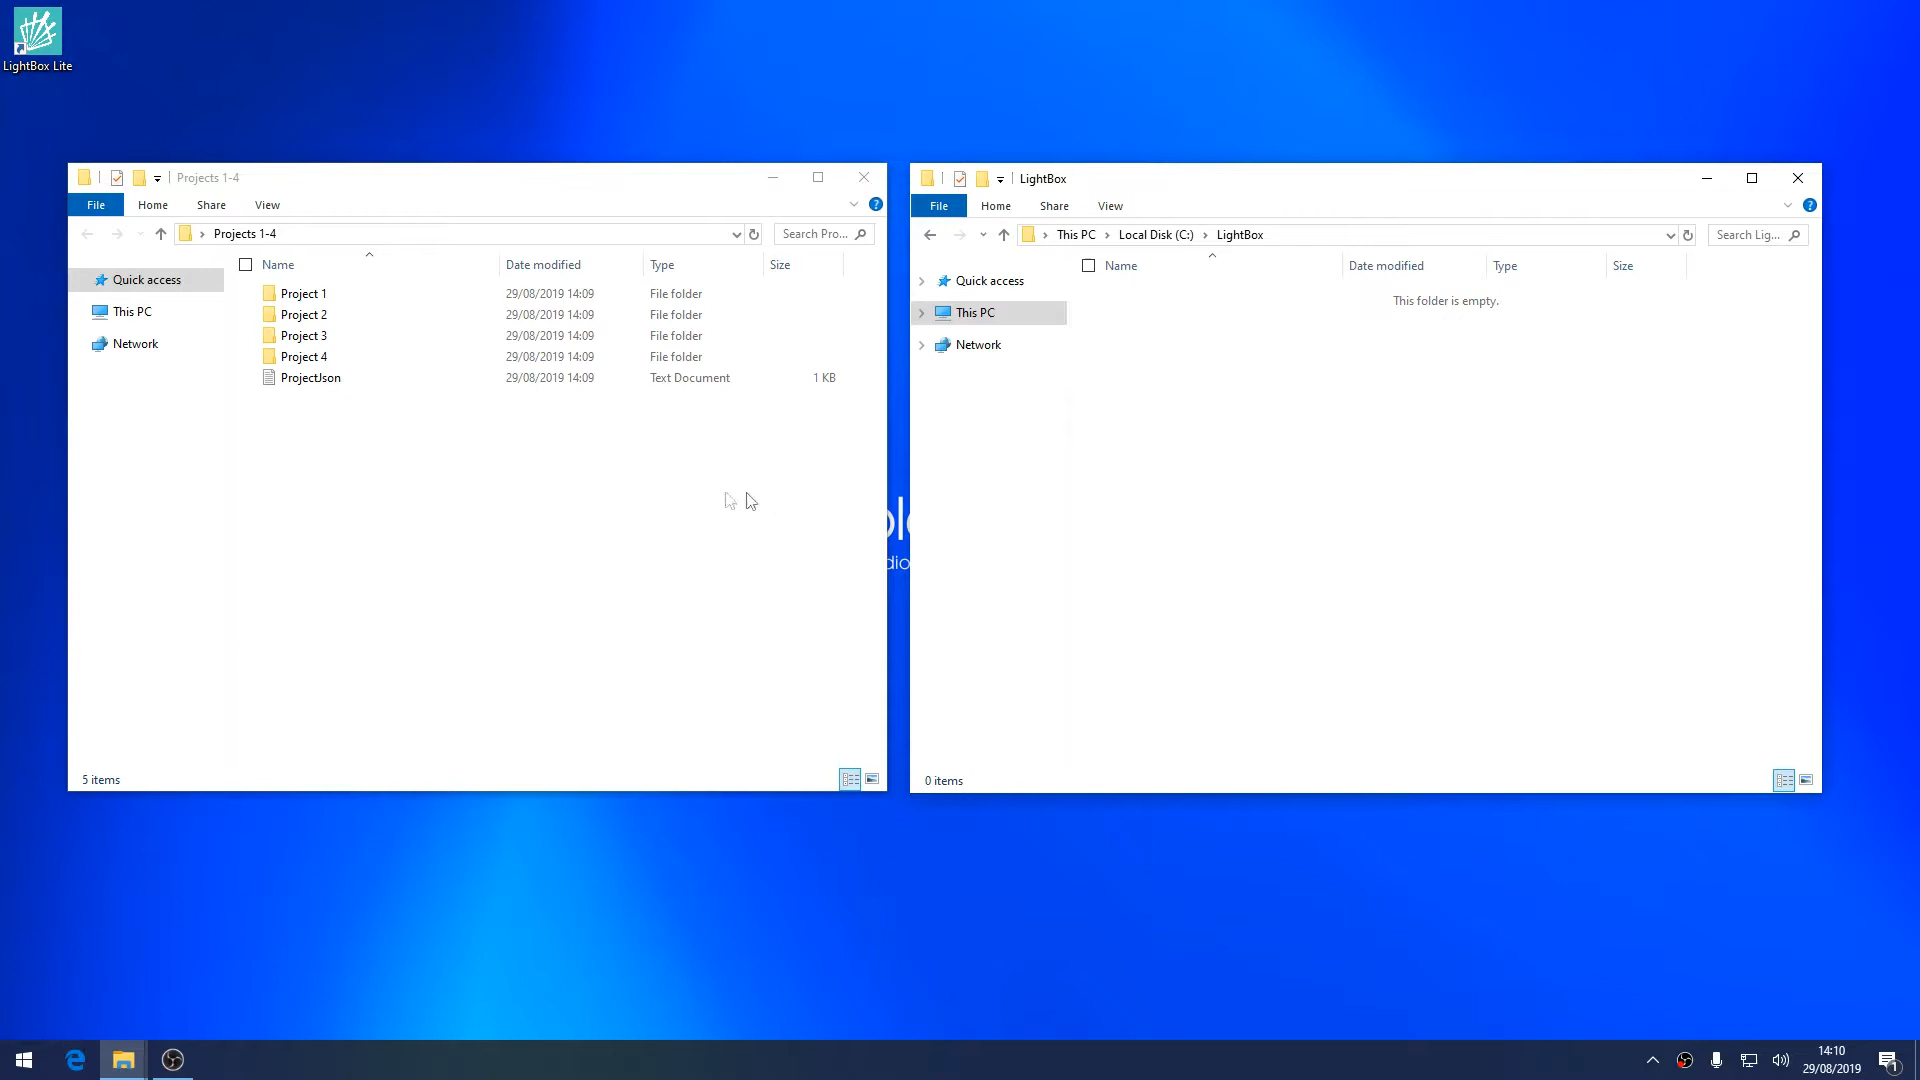 LightBox Lite
Projects 1-4
File Home Share View
Projects 1-4
Search Pro...
Quick access
This PC
Network
Name Date modified Type Size
Project 1 29/08/2019 14:09 File folder
Project 2 29/08/2019 14:09 File folder
Project 3 29/08/2019 14:09 File folder
Project 4 29/08/2019 14:09 File folder
ProjectJson 29/08/2019 14:09 Text Document 1 KB
5 items
LightBox
File Home Share View
This PC Local Disk (C:) LightBox
Search Lig...
Quick access
This PC
Network
Name Date modified Type Size
This folder is empty.
0 items
dio
14:10
29/08/2019
1